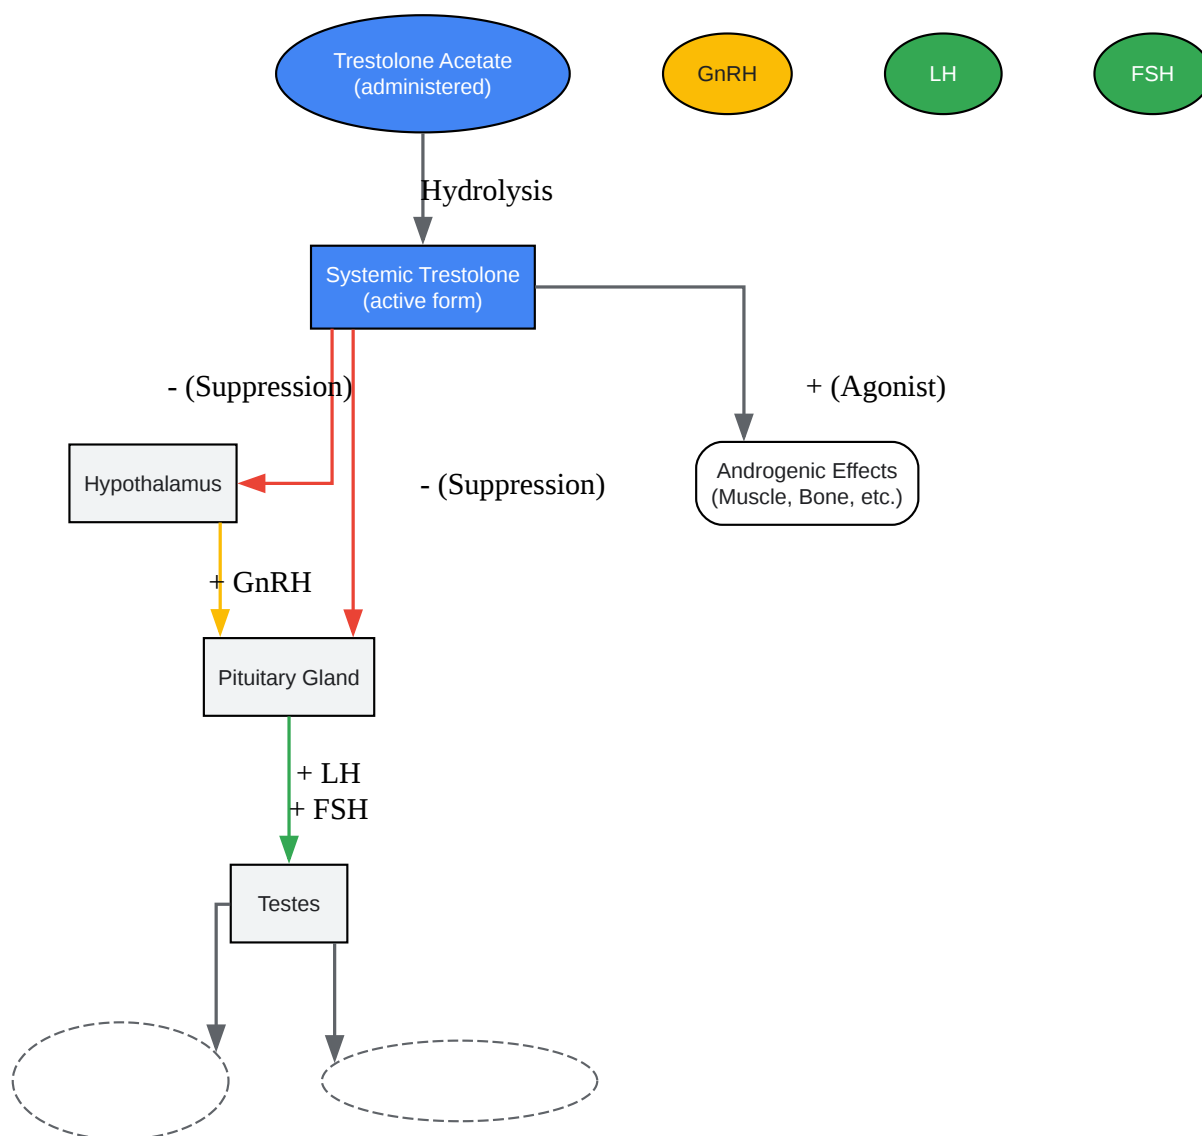 Trestolone Acetate
(administered)
GnRH
LH
FSH
Hydrolysis
Systemic Trestolone
(active form)
- (Suppression)
+ (Agonist)
Hypothalamus
- (Suppression)
Androgenic Effects
(Muscle, Bone, etc.)
+ GnRH
Pituitary Gland
+ LH
+ FSH
Testes